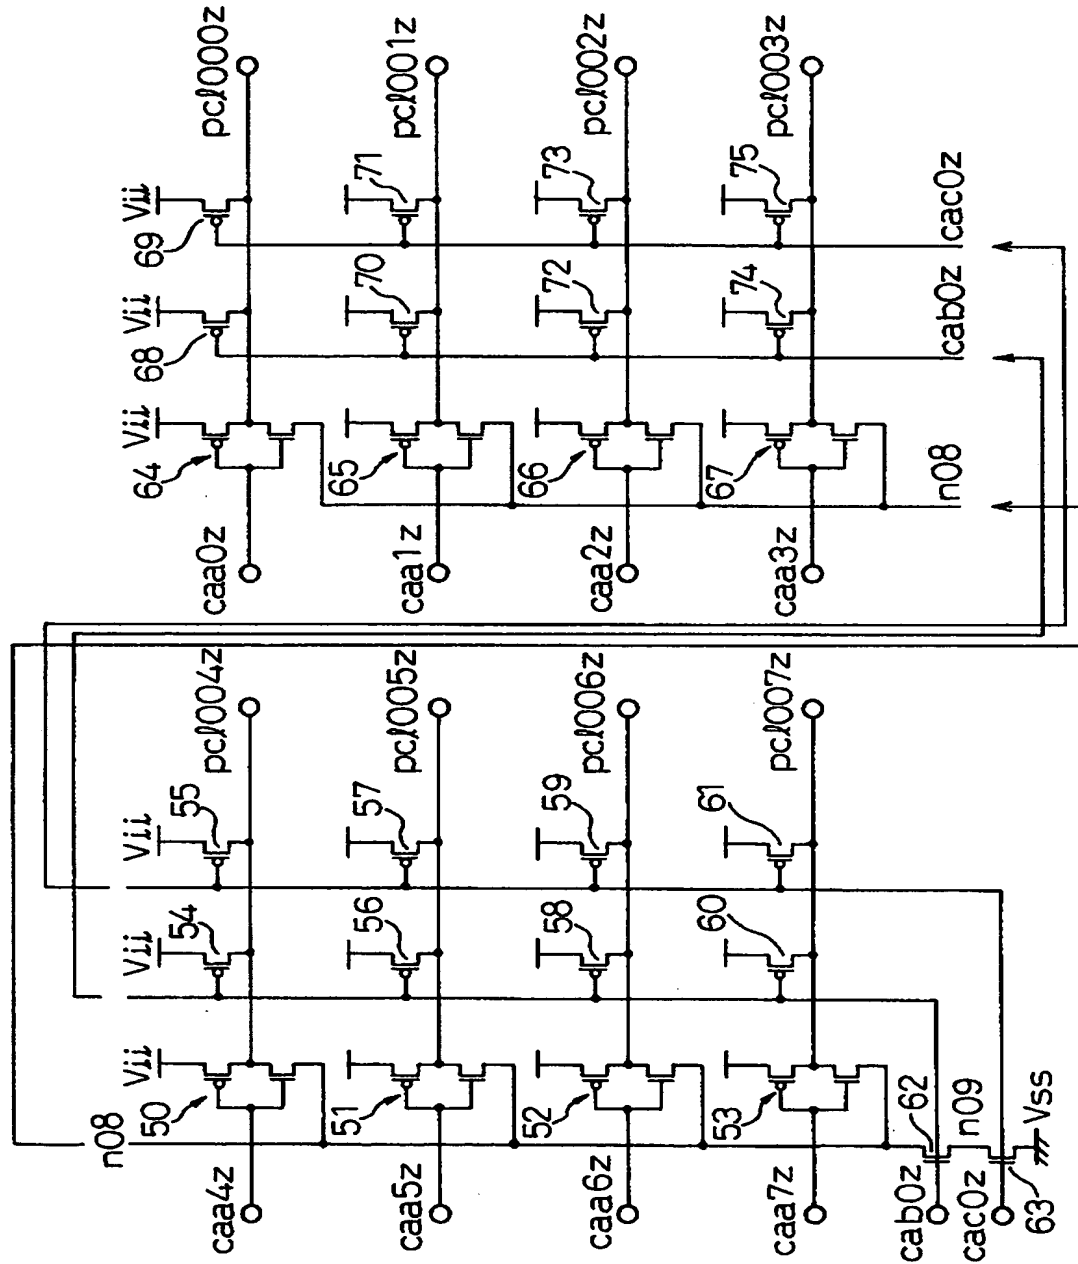 pcl000z
Vii
Vii
Vii
69
68
64
caa0z
pcl001z
71
70
65
caa1z
pcl002z
73
72
66
caa2z
pcl003z
75
74
67
caa3z
cac0z
cab0z
n08
pcl004z
Vii
Vii
Vii
55
54
50
n08
caa4z
pcl005z
57
56
51
caa5z
pcl006z
59
58
52
caa6z
pcl007z
61
60
53
caa7z
62
cab0z
n09
cac0z
63
Vss